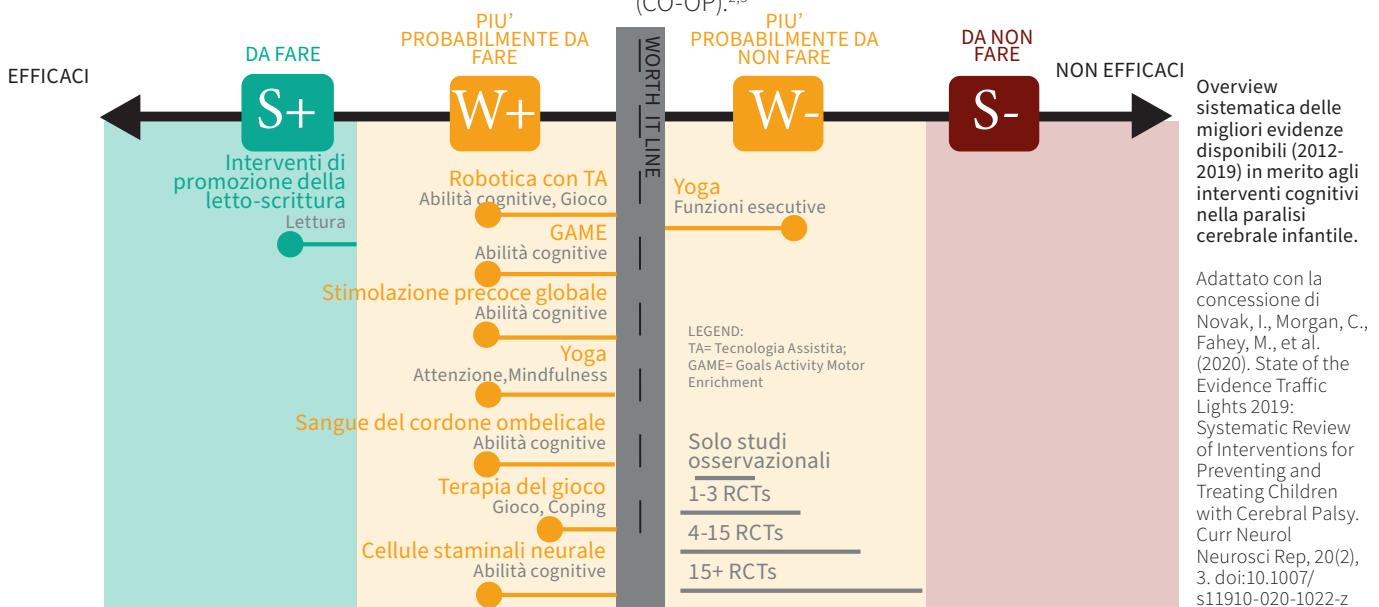 (CO-OP).2,3
EFFICACI
DA FARE
S+
PIU'
PROBABILMENTE DA
FARE
W+
WORTH IT LINE
PIU'
PROBABILMENTE DA
NON FARE
W-
DA NON
FARE
S-
NON EFFICACI
Interventi di
promozione della
letto-scrittura
Lettura
Robotica con TA
Abilità cognitive, Gioco
GAME
Abilità cognitive
Stimolazione precoce globale
Abilità cognitive
Yoga
Attenzione,Mindfulness
Sangue del cordone ombelicale
Abilità cognitive
Terapia del gioco
Gioco, Coping
Cellule staminali neurale
Abilità cognitive
Yoga
Funzioni esecutive
LEGEND:
TA= Tecnologia Assistita;
GAME= Goals Activity Motor
Enrichment
Solo studi
osservazionali
1-3 RCTs
4-15 RCTs
15+ RCTs
Overview
sistematica delle
migliori evidenze
disponibili (2012-
2019) in merito agli
interventi cognitivi
nella paralisi
cerebrale infantile.
Adattato con la
concessione di
Novak, I., Morgan, C.,
Fahey, M., et al.
(2020). State of the
Evidence Traffic
Lights 2019:
Systematic Review
of Interventions for
Preventing and
Treating Children
with Cerebral Palsy.
Curr Neurol
Neurosci Rep, 20(2),
3. doi:10.1007/
s11910-020-1022-z